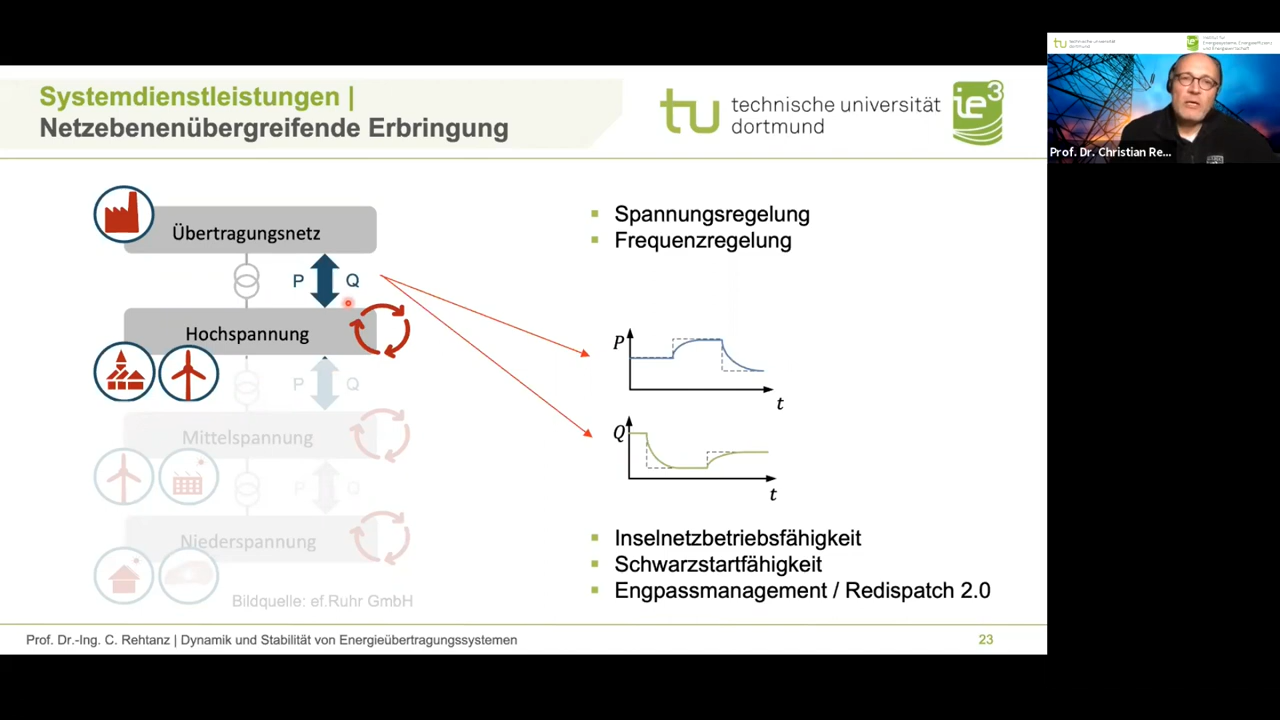 Systemdienstleistungen |
Netzebenenübergreifende Erbringung
technische universität
dortmund
ie³
Prof. Dr. Christian Re...
Übertragungsnetz
P
Q
Hochspannung
P
Q
Mittelspannung
P
Q
Niederspannung
Bildquelle: ef.Ruhr GmbH
Spannungsregelung
Frequenzregelung
P
t
Q
t
Inselnetzbetriebsfähigkeit
Schwarzstartfähigkeit
Engpassmanagement / Redispatch 2.0
Prof. Dr.-Ing. C. Rehtanz | Dynamik und Stabilität von Energieübertragungssystemen
23